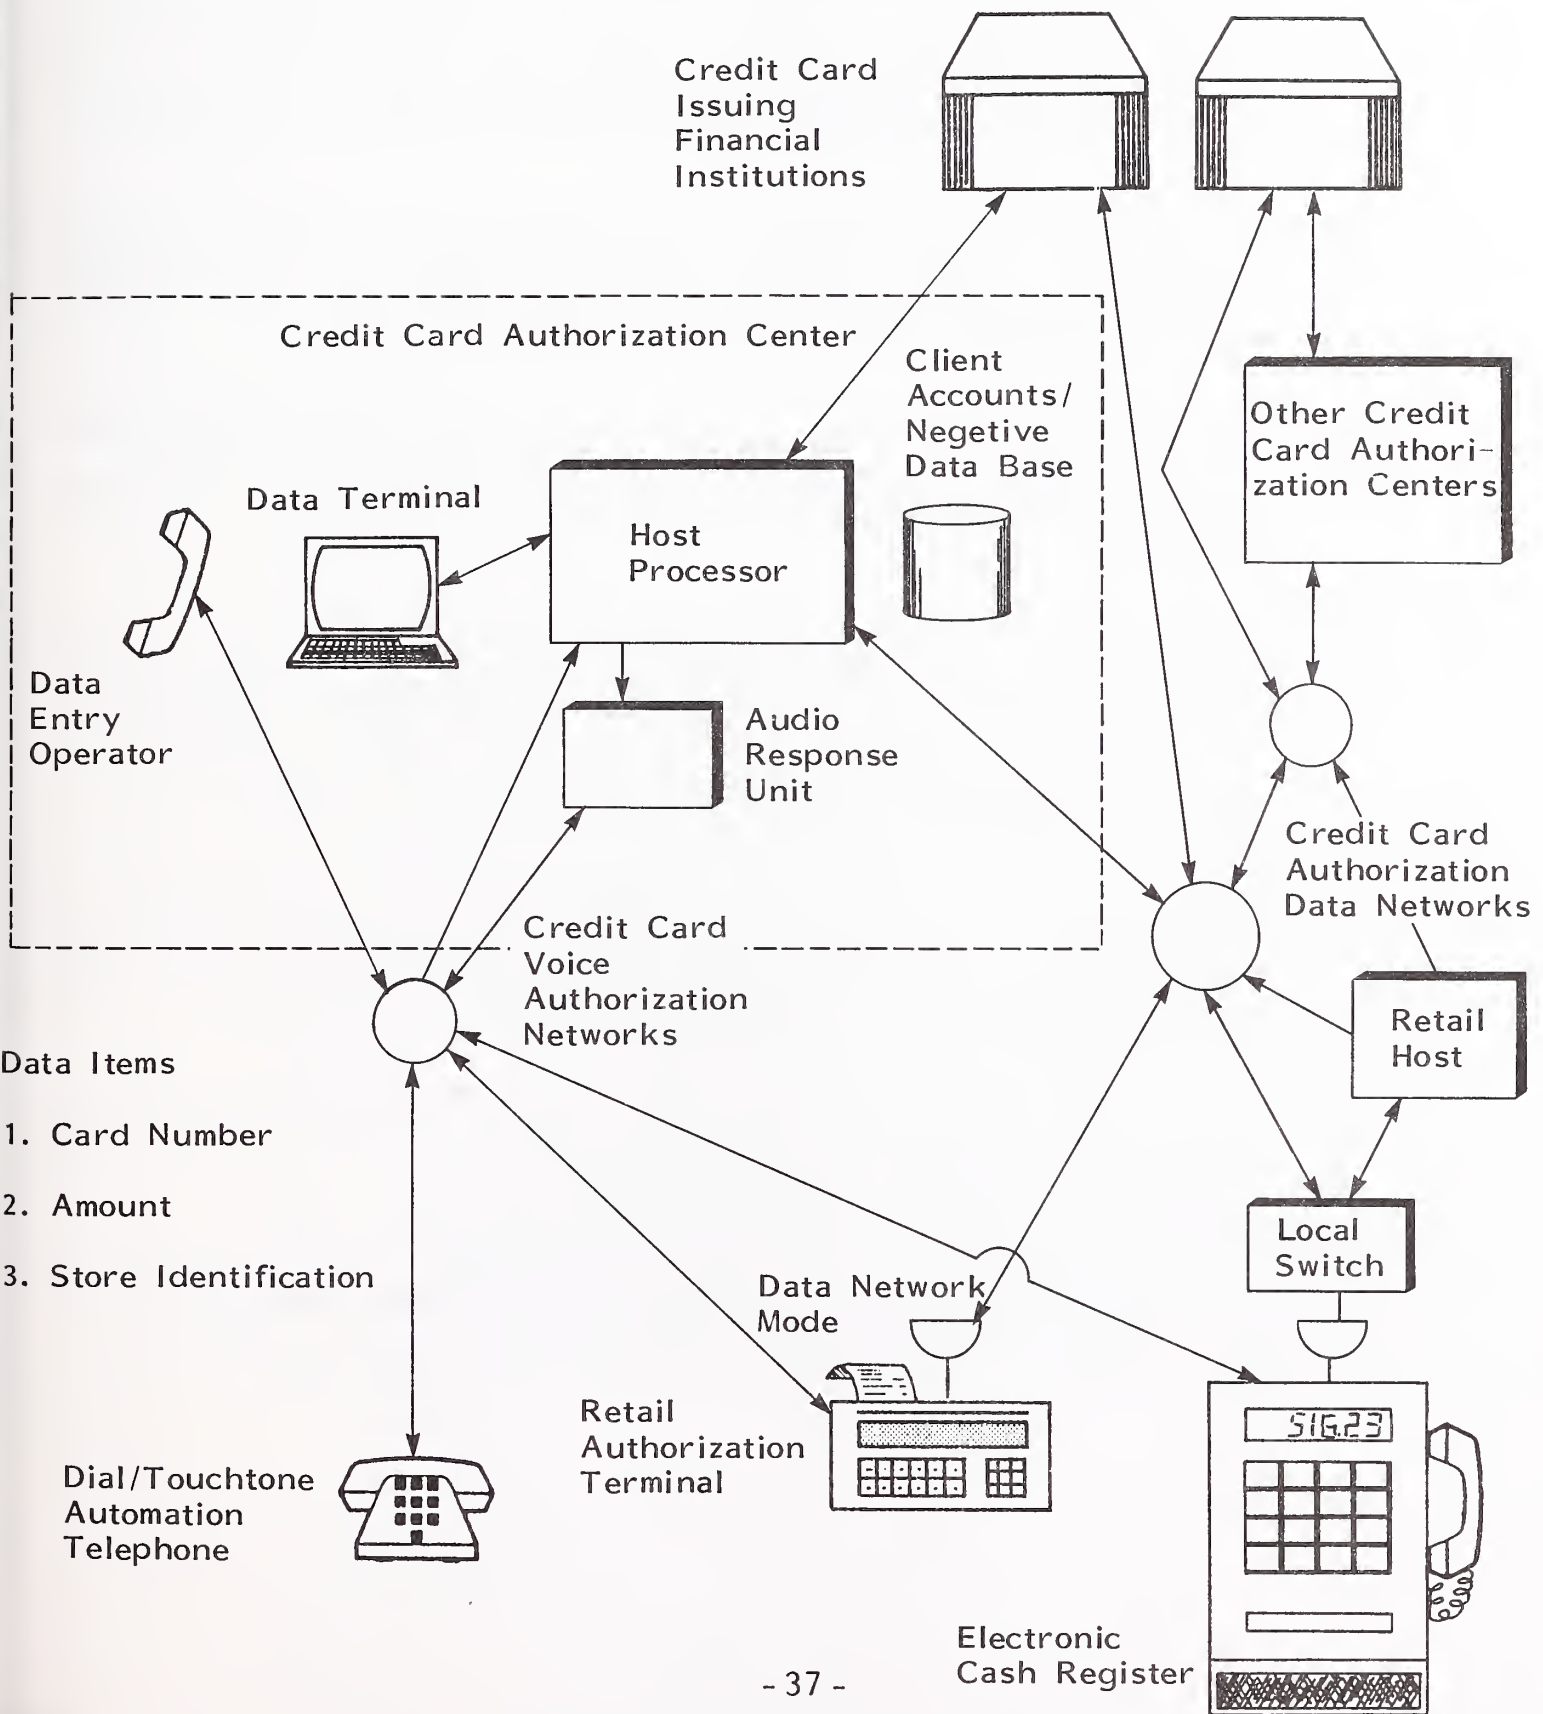 Credit Card
Issuing
Financial
Institutions
Credit Card Authorization Center
Client
Accounts/
Negetive
Data Base
Other Credit
Card Authori-
zation Centers
Data Terminal
Host
Processor
Data
Entry
Operator
Audio
Response
Unit
Credit Card
Authorization
Data Networks
Credit Card
Voice
Authorization
Networks
Retail
Host
Data Items
1. Card Number
2. Amount
3. Store Identification
Local
Switch
Data Network
Mode
Retail
Authorization
Terminal
Dial/Touchtone
Automation
Telephone
51G.23
Electronic
Cash Register
-37-